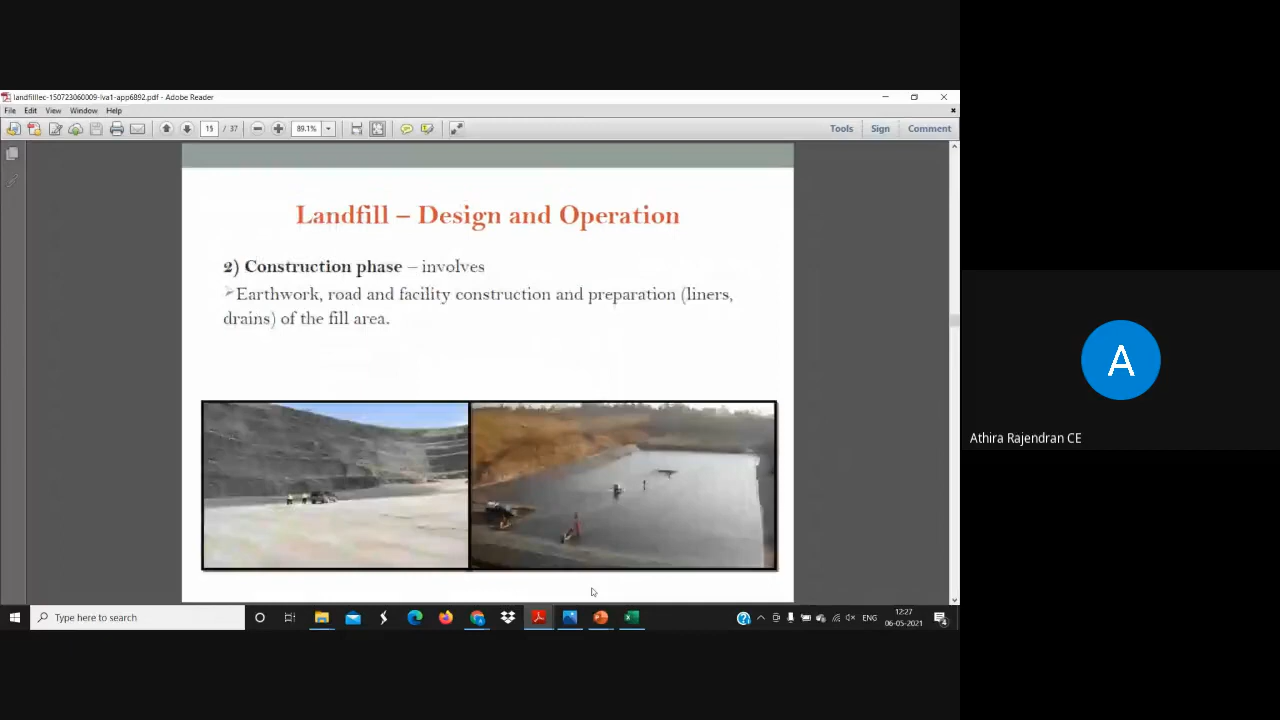 landfilllec-150723060009-lva1-app6892.pdf - Adobe Reader
File Edit View Window Help
15 / 37 89.1% Tools Sign Comment
Landfill – Design and Operation
2) Construction phase – involves
➢Earthwork, road and facility construction and preparation (liners,
drains) of the fill area.
A
Athira Rajendran CE
Type here to search
ENG
12:27
06-05-2021